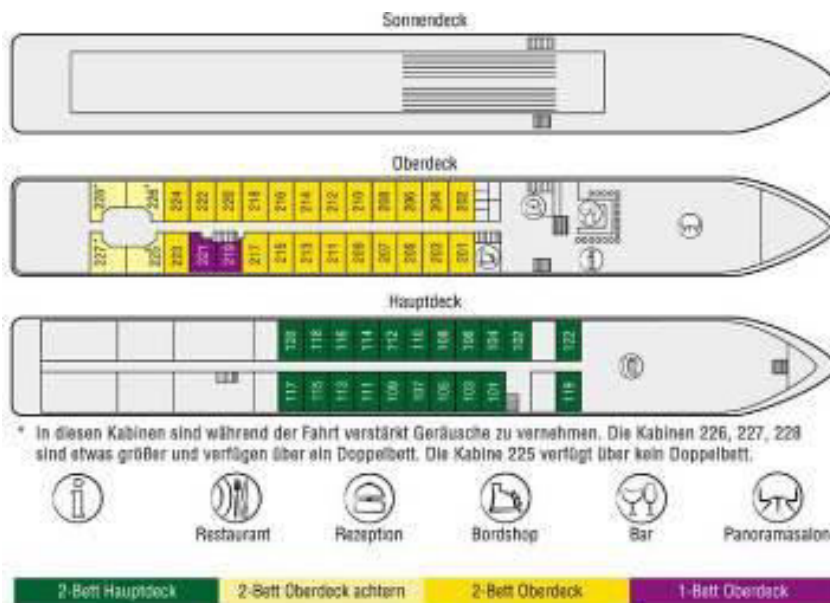 Sonnendeck
Oberdeck
228* 226* 224 222 220 218 216 214 212 210 208 206 204 202
227* 225 223 221 219 217 215 213 211 209 207 205 203 201
Hauptdeck
120 118 116 114 112 110 108 106 104 102 122
117 115 113 111 109 107 105 103 101 119
* In diesen Kabinen sind während der Fahrt verstärkt Geräusche zu vernehmen. Die Kabinen 226, 227, 228
sind etwas größer und verfügen über ein Doppelbett. Die Kabine 225 verfügt über kein Doppelbett.
i
Restaurant Rezeption Bordshop Bar Panoramasalon
2-Bett Hauptdeck 2-Bett Oberdeck achtern 2-Bett Oberdeck 1-Bett Oberdeck